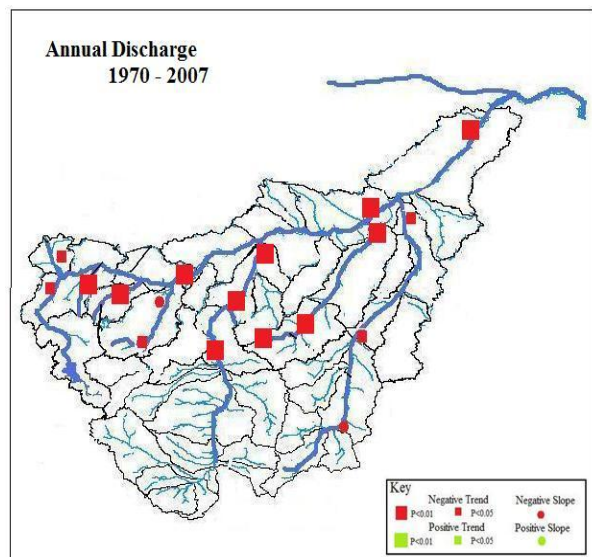 Annual Discharge
1970 - 2007
Key
Negative Trend Negative Slope
P<0.01 P<0.05
Positive Trend Positive Slope
P<0.01 P<0.05